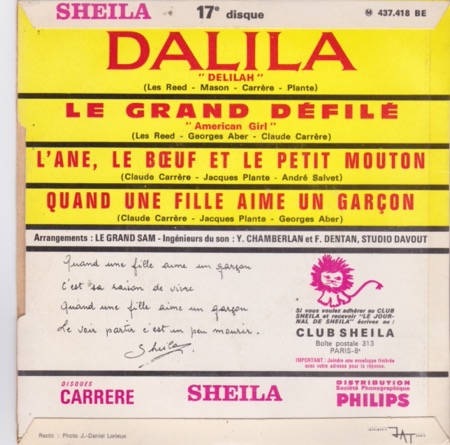 SHEILA 17e disque Ⓜ 437.418 BE
DALILA
" DELILAH "
(Les Reed - Mason - Carrère - Plante)
LE GRAND DÉFILÉ
"American Girl"
(Les Reed - Georges Aber - Claude Carrère)
L'ANE, LE BŒUF ET LE PETIT MOUTON
(Claude Carrère - Jacques Plante - André Salvet)
QUAND UNE FILLE AIME UN GARÇON
(Claude Carrère - Jacques Plante - Georges Aber)
Arrangements : LE GRAND SAM - Ingénieurs du son : Y. CHAMBERLAN et F. DENTAN, STUDIO DAVOUT
Quand une fille aime un garçon
c'est sa raison de vivre
Quand une fille aime un garçon
Le voir partir c'est un peu mourir.
Sheila
Si vous voulez adhérer au CLUB
SHEILA et recevoir "LE JOUR-
NAL DE SHEILA" écrivez au :
CLUB SHEILA
Boîte postale 313
PARIS-8e
IMPORTANT : Joindre une enveloppe timbrée
avec votre adresse pour la réponse.
DISQUES
CARRERE
SHEILA
DISTRIBUTION
Société Phonographique
PHILIPS
Recto : Photo J.-Daniel Lorieux
JAT